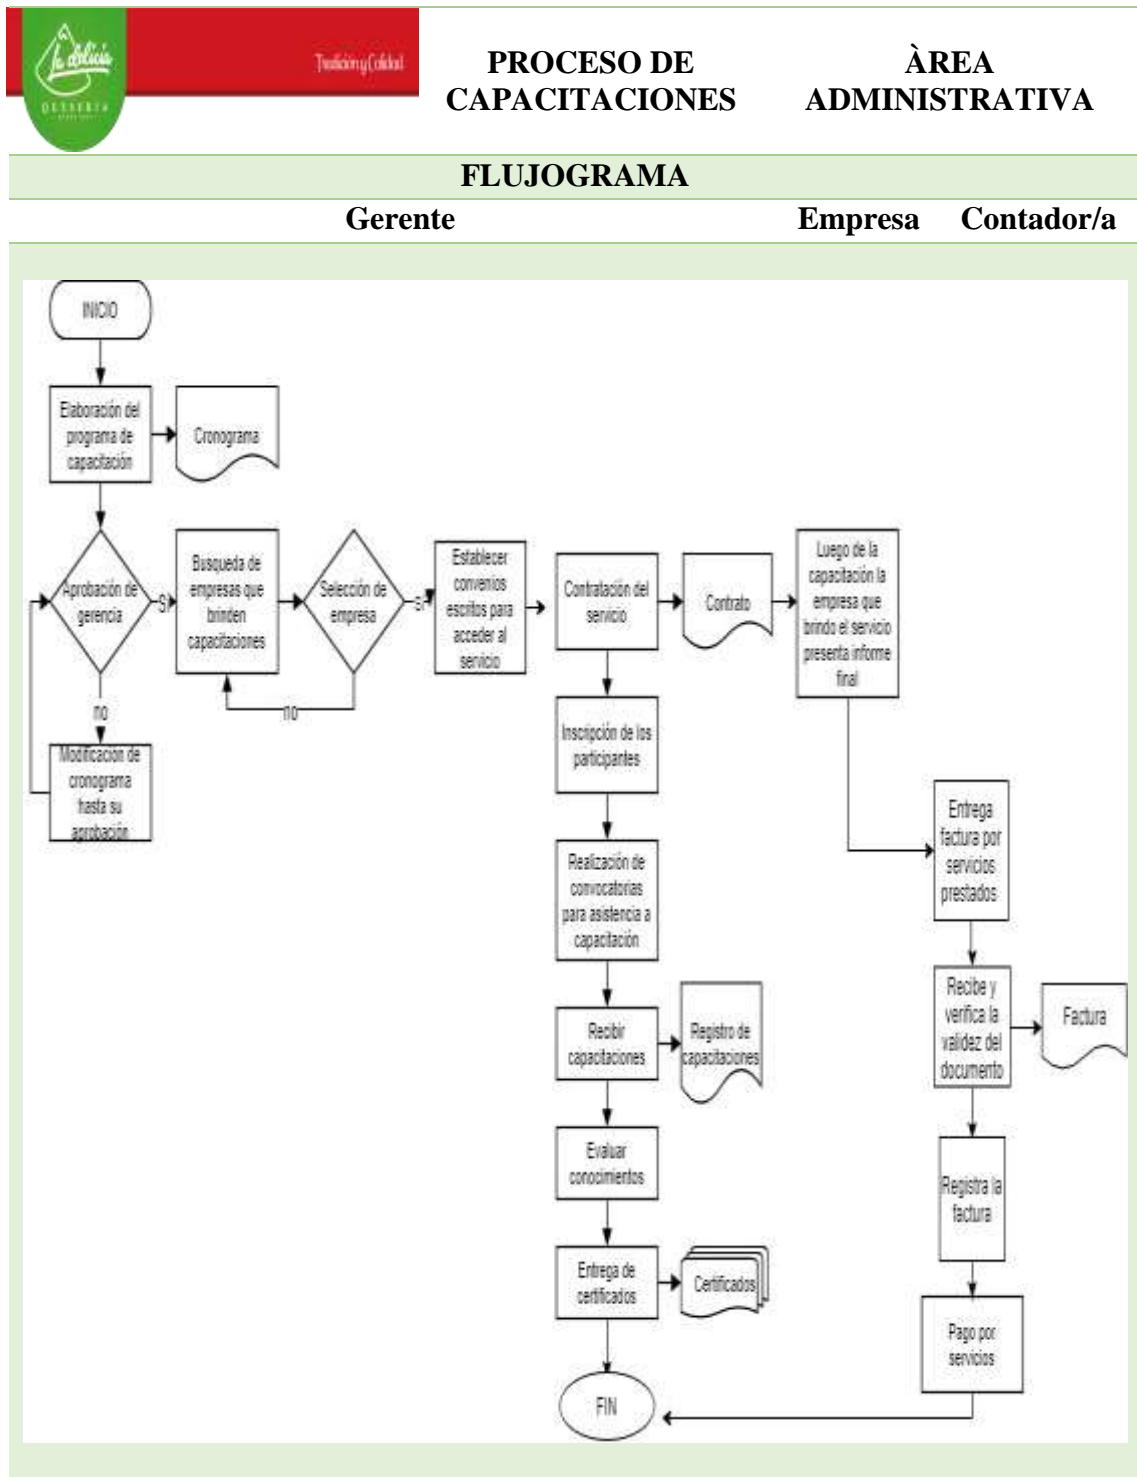 la delicia
QUESERÍA
Tradición y Calidad
PROCESO DE
CAPACITACIONES
ÀREA
ADMINISTRATIVA
FLUJOGRAMA
Gerente
Empresa
Contador/a
INICIO
Elaboración del
programa de
capacitación
Cronograma
Aprobación de
gerencia
Si
no
Modificación de
cronograma
hasta su
aprobación
Busqueda de
empresas que
brinden
capacitaciones
Selección de
empresa
no
Si
Establecer
convenios
escritos para
acceder al
servicio
Contratación del
servicio
Contrato
Luego de la
capacitación la
empresa que
brindo el servicio
presenta informe
final
Inscripción de los
participantes
Realización de
convocatorias
para asistencia a
capacitación
Recibir
capacitaciones
Registro de
capacitaciones
Evaluar
conocimientos
Entrega de
certificados
Certificados
FIN
Entrega
factura por
servicios
prestados
Recibe y
verifica la
validez del
documento
Factura
Registra la
factura
Pago por
servicios